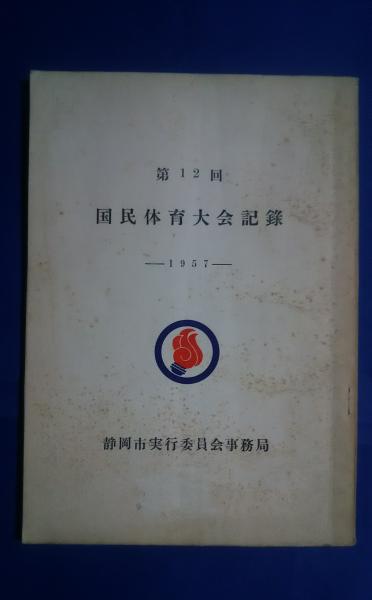 第12回
国民体育大会記錄
—1957—
静岡市実行委員会事務局